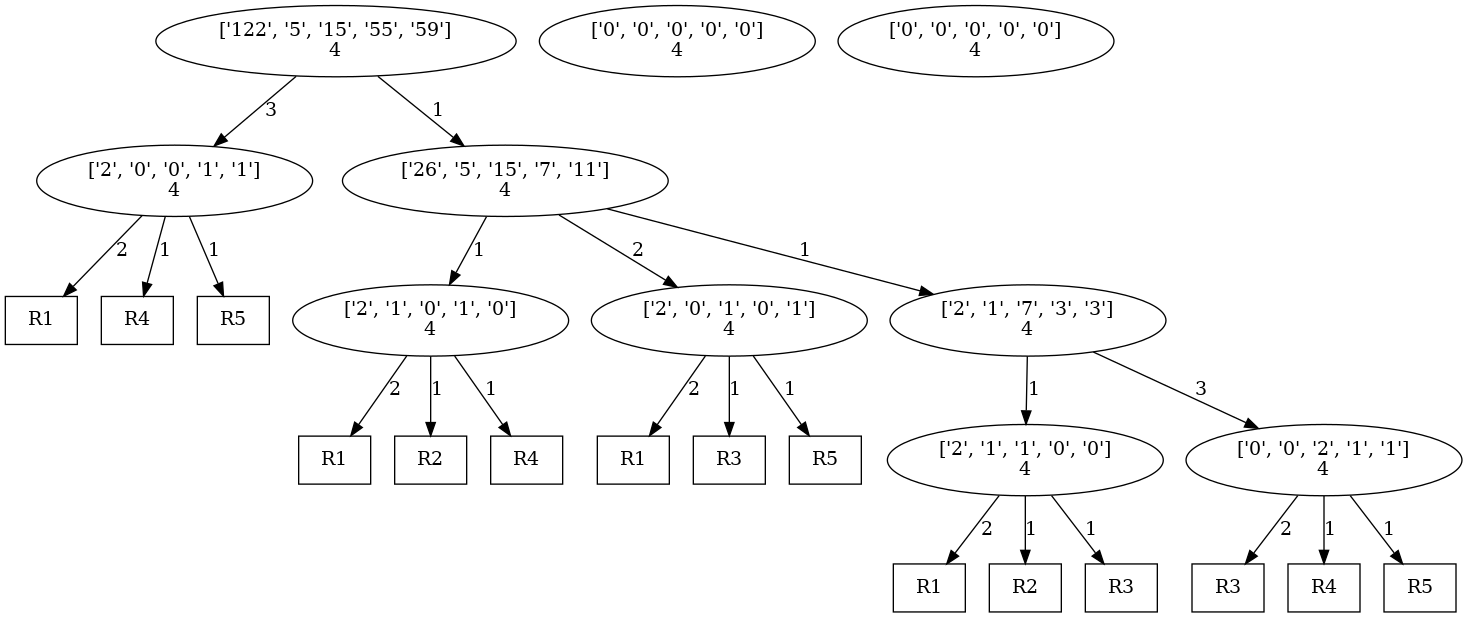 ['122', '5', '15', '55', '59']
4
['0', '0', '0', '0', '0']
4
['0', '0', '0', '0', '0']
4
3
1
['2', '0', '0', '1', '1']
4
['26', '5', '15', '7', '11']
4
2
1
1
1
2
1
R1
R4
R5
['2', '1', '0', '1', '0']
4
['2', '0', '1', '0', '1']
4
['2', '1', '7', '3', '3']
4
2
1
1
2
1
1
1
3
R1
R2
R4
R1
R3
R5
['2', '1', '1', '0', '0']
4
['0', '0', '2', '1', '1']
4
2
1
1
2
1
1
R1
R2
R3
R3
R4
R5